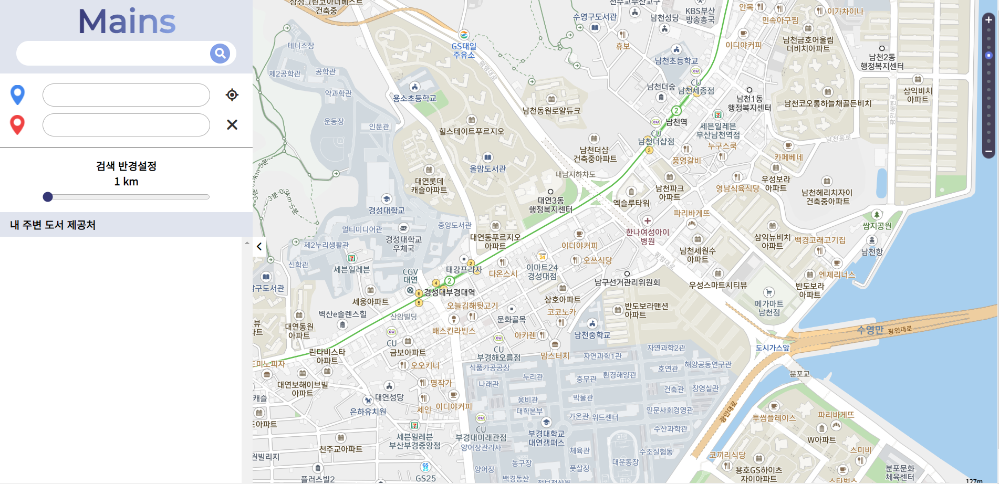 Mains
검색 반경설정
1 km
내 주변 도서 제공처
건축중
수영구도서관
남천성당
KBS부산
방송총국
안목
민속아구찜
이가차이나
GS대일
주유소
휴보
이디야커피
남천금호어울림
더비치아파트
남천2동
행정복지센터
테니스장
제2공학관
공학관
황령대로
남천초등학교
CU
남천세종점
남천더숲
약과학관
용소초등학교
남천동원로얄듀크
남천1동
행정복지센터
남천코오롱하늘채골든비치
삼익비치
아파트
광안해변로
운동장
인문관
힐스테이트푸르지오
2
남천역
CU
남천더샵점
세븐일레븐
부산남천역점
누구스쿡
남천동로
남천더샵
건축중아파트
3
풍영갈비
카페베네
올맘도서관
대남지하차도
대연롯데
캐슬아파트
남천파크
아파트
영남식육식당
우성보라
아파트
남천헤리치자이
건축중아파트
경성대학교
대연3동
행정복지센터
엑슬루타워
파리바게뜨
쌈지공원
멀티미디어관
중앙도서관
경성대학교
우체국
대연동푸르지오
아파트
이디야커피
한나여성아이
병원
남천세원수
아파트
삼익뉴비치
아파트
백경고래고기집
남천항
제2누리생활관
신학관
세븐일레븐
CGV
대연
태강프라자
2
다온스시
이마트24
경성대점
오쓰식당
황령대로
남구선거관리위원회
우성스마트시티뷰
엔제리너스
반도보라
아파트
남구도서관
세웅아파트
4
2
6
5
경성대부경대역
오늘김해뒷고기
삼호아파트
반도보라맨션
아파트
메가마트
남천점
벽산e솔렌스힐
산암빌딩
문화골목
코코노카
대연동원
아파트
배스킨라빈스
아카렌
남천중학교
수영만
광안대로
CU
금보아파트
CU
부경해오름점
맘스터치
자연과학2관
도시가스앞
린타비스타
아파트
도미노피자
오오키니
식품가공공장
자연과학1관
호연관
해양공동연구관
분포교
대연보해이브빌
아파트
명작가
나래관
누리관
충무관
환경해양관
건축관
장영실관
캐슬
대연성당
은하유치원
세인
이디야커피
웅비관
대학본부
박물관
가온관
위드센터
인문사회경영관
광안대로
투썸플레이스
파리바게뜨
세븐일레븐
부산부경중앙점
CU
부경대미래관점
양어장관리사
부경대학교
대연캠퍼스
수산과학관
W아파트
천주교아파트
체육관
수조실험동
코끼리식당
스미비
원빌리지
양어장
농구장
풋살장
대운동장
용호GS하이츠
자이아파트
분포문화
체육센터
플러스빌2
GS25
백경동산
127m